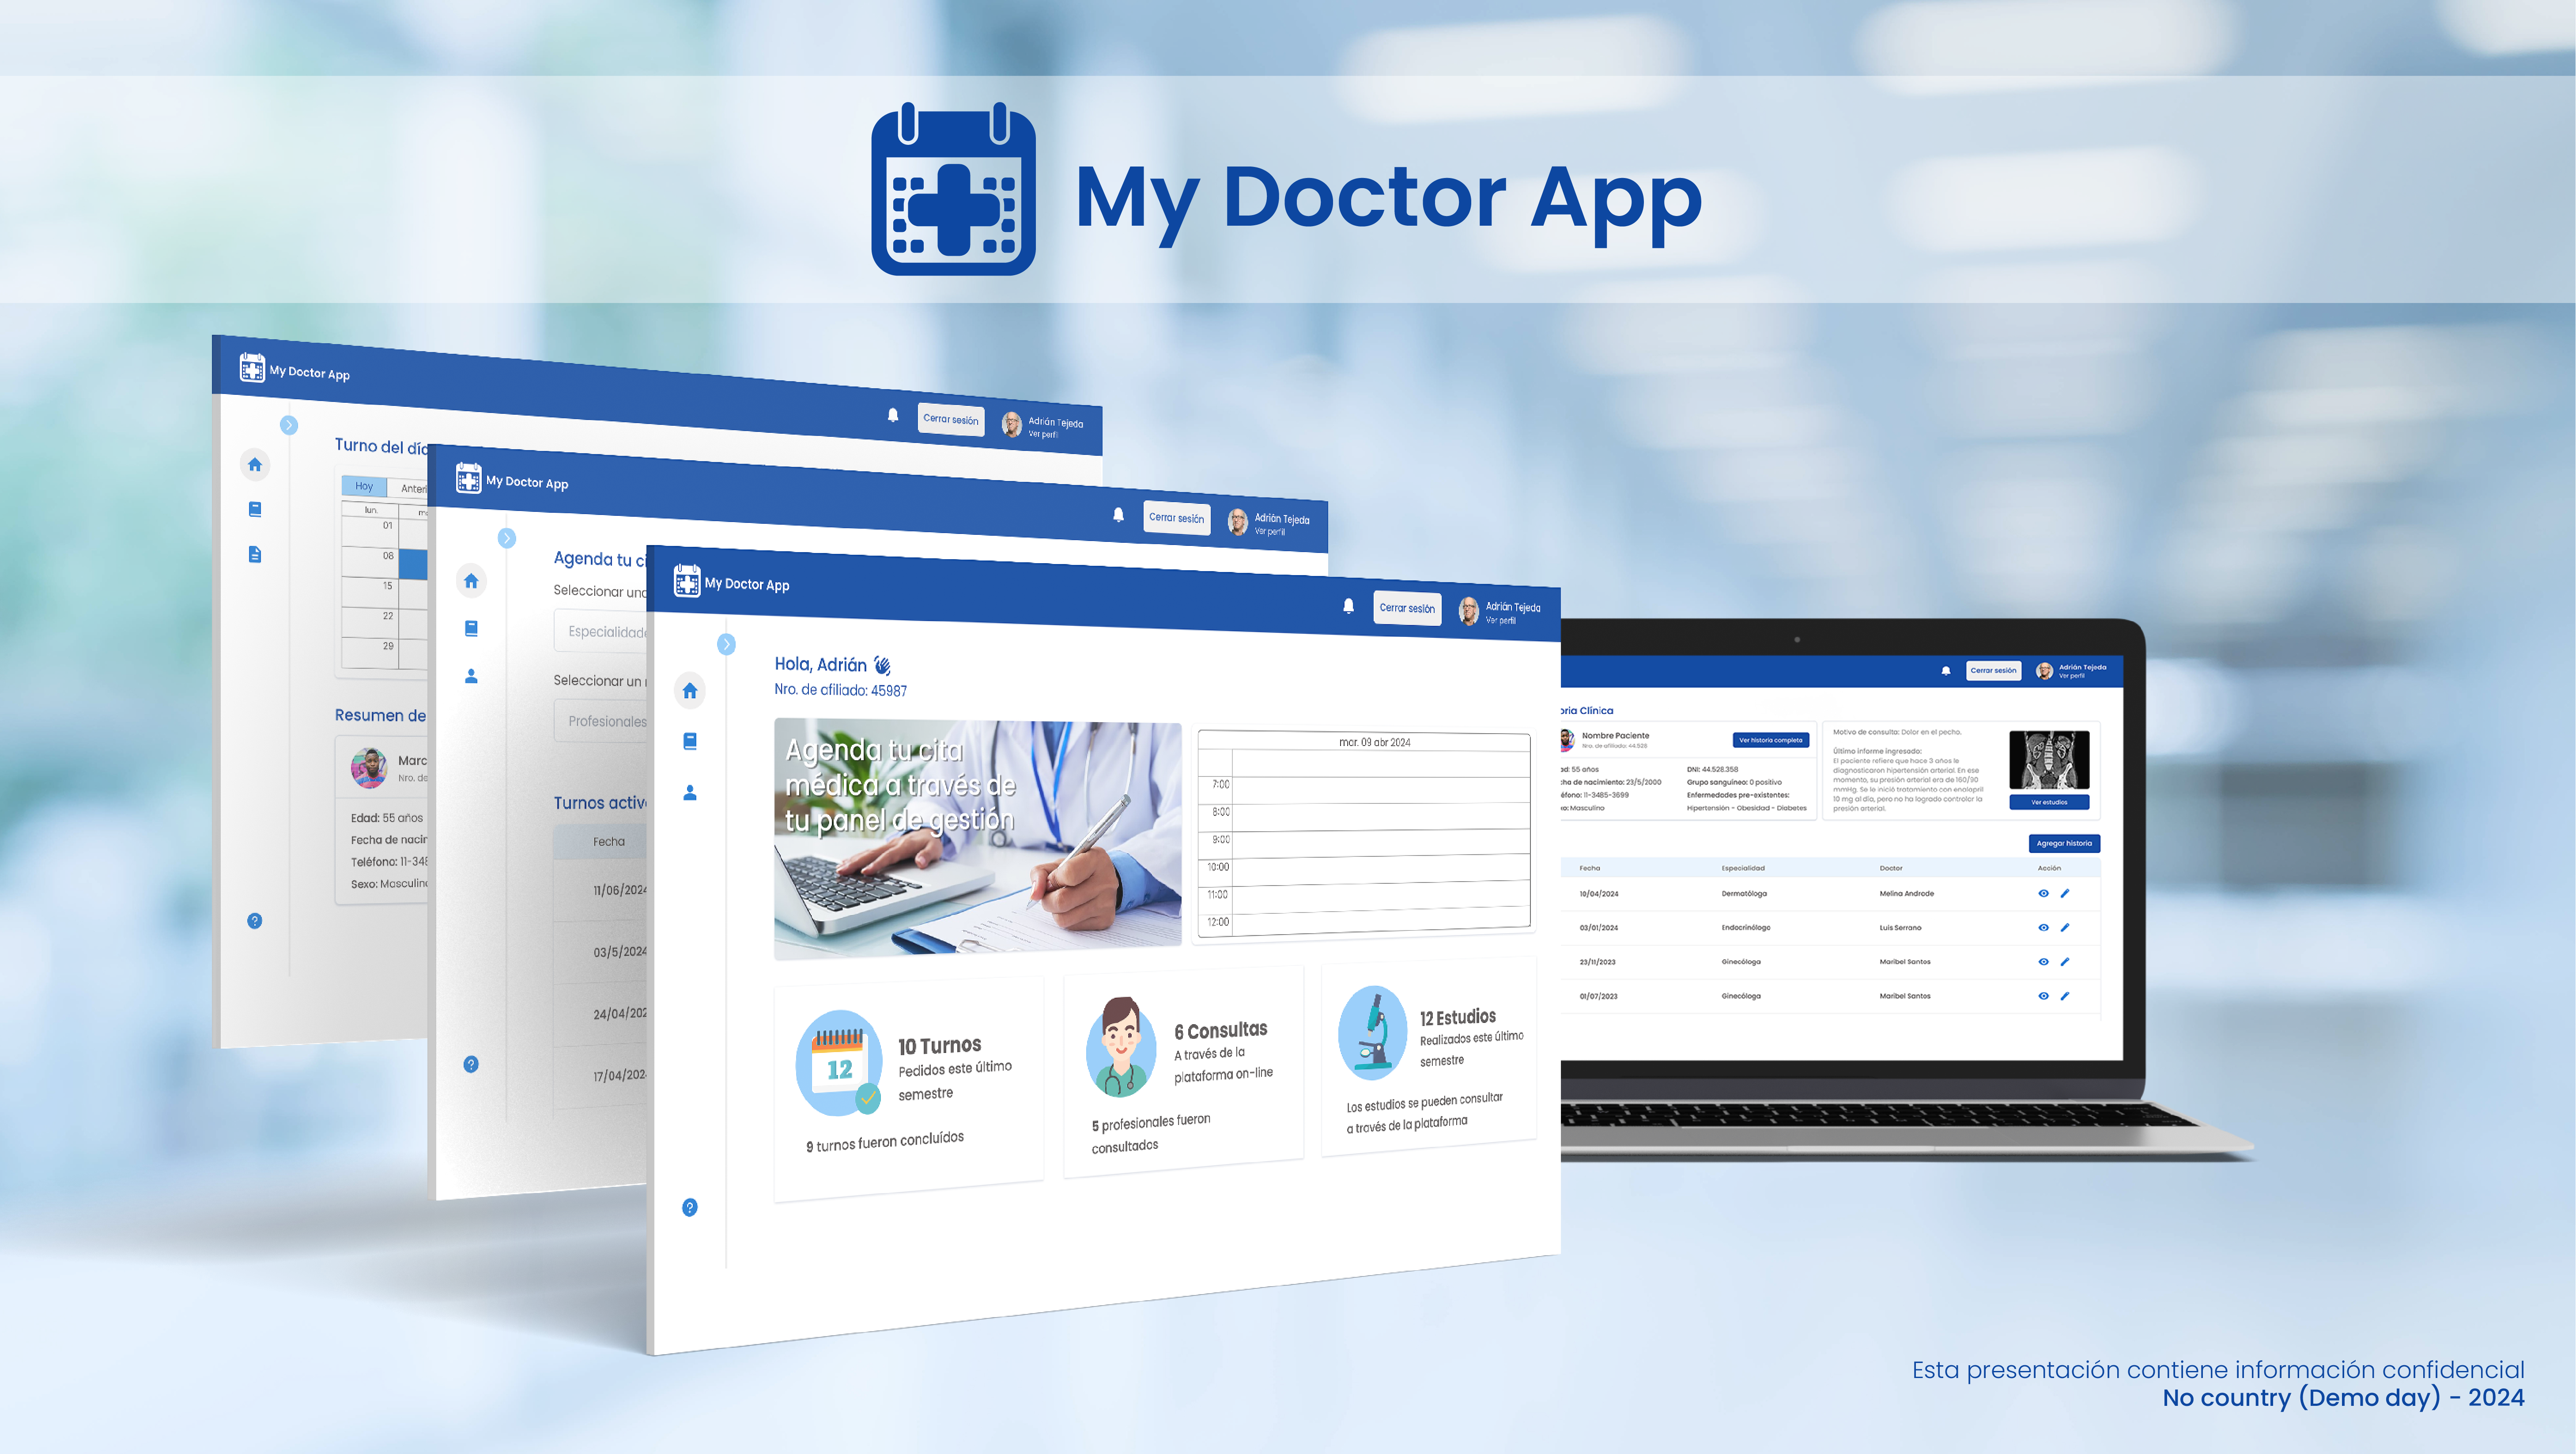 My Doctor App
My Doctor App
Cerrar sesión
Adrián Tejeda
Ver perfil
Turno del día
Hoy
lun.
01
08
15
22
29
Resumen de
Marc
Nro. de
Edad: 55 años
Fecha de nacim
Teléfono: 11-348
Sexo: Masculino
My Doctor App
Cerrar sesión
Adrián Tejeda
Ver perfil
Agenda tu ci
Seleccionar una
Especialidade
Seleccionar un
Profesionales
Turnos activ
Fecha
11/06/2024
03/5/2024
24/04/202
17/04/202
My Doctor App
Cerrar sesión
Adrián Tejeda
Ver perfil
Hola, Adrián
Nro. de afiliado: 45987
Agenda tu cita
médica a través de
tu panel de gestión
mar. 09 abr 2024
7:00
8:00
9:00
10:00
11:00
12:00
12
10 Turnos
Pedidos este último
semestre
9 turnos fueron concluídos
6 Consultas
A través de la
plataforma on-line
5 profesionales fueron
consultados
12 Estudios
Realizados este último
semestre
Los estudios se pueden consultar
a través de la plataforma
Cerrar sesión
Adrián Tejeda
Ver perfil
oria Clínica
Nombre Paciente
Nro. de afiliado: 44.526
Ver historia completa
ad: 55 años
cha de nacimiento: 23/5/2000
éfono: 11-3485-3699
o: Masculino
DNI: 44.528.358
Grupo sanguíneo: 0 positivo
Enfermedades pre-existentes:
Hipertensión - Obesidad - Diabetes
Motivo de consulta: Dolor en el pecho.
Último informe ingresado:
El paciente refiere que hace 3 años le
diagnosticaron hipertensión arterial. En ese
momento, su presión arterial era de 160/90
mmHg. Se le inició tratamiento con enalapril
10 mg al día, pero no ha logrado controlar la
presión arterial.
Ver estudios
Agregar historia
Fecha Especialidad Doctor Acción
10/04/2024 Dermatóloga Melina Andrade
03/01/2024 Endocrinólogo Luis Serrano
23/11/2023 Ginecóloga Maribel Santos
01/07/2023 Ginecóloga Maribel Santos
Esta presentación contiene información confidencial
No country (Demo day) - 2024